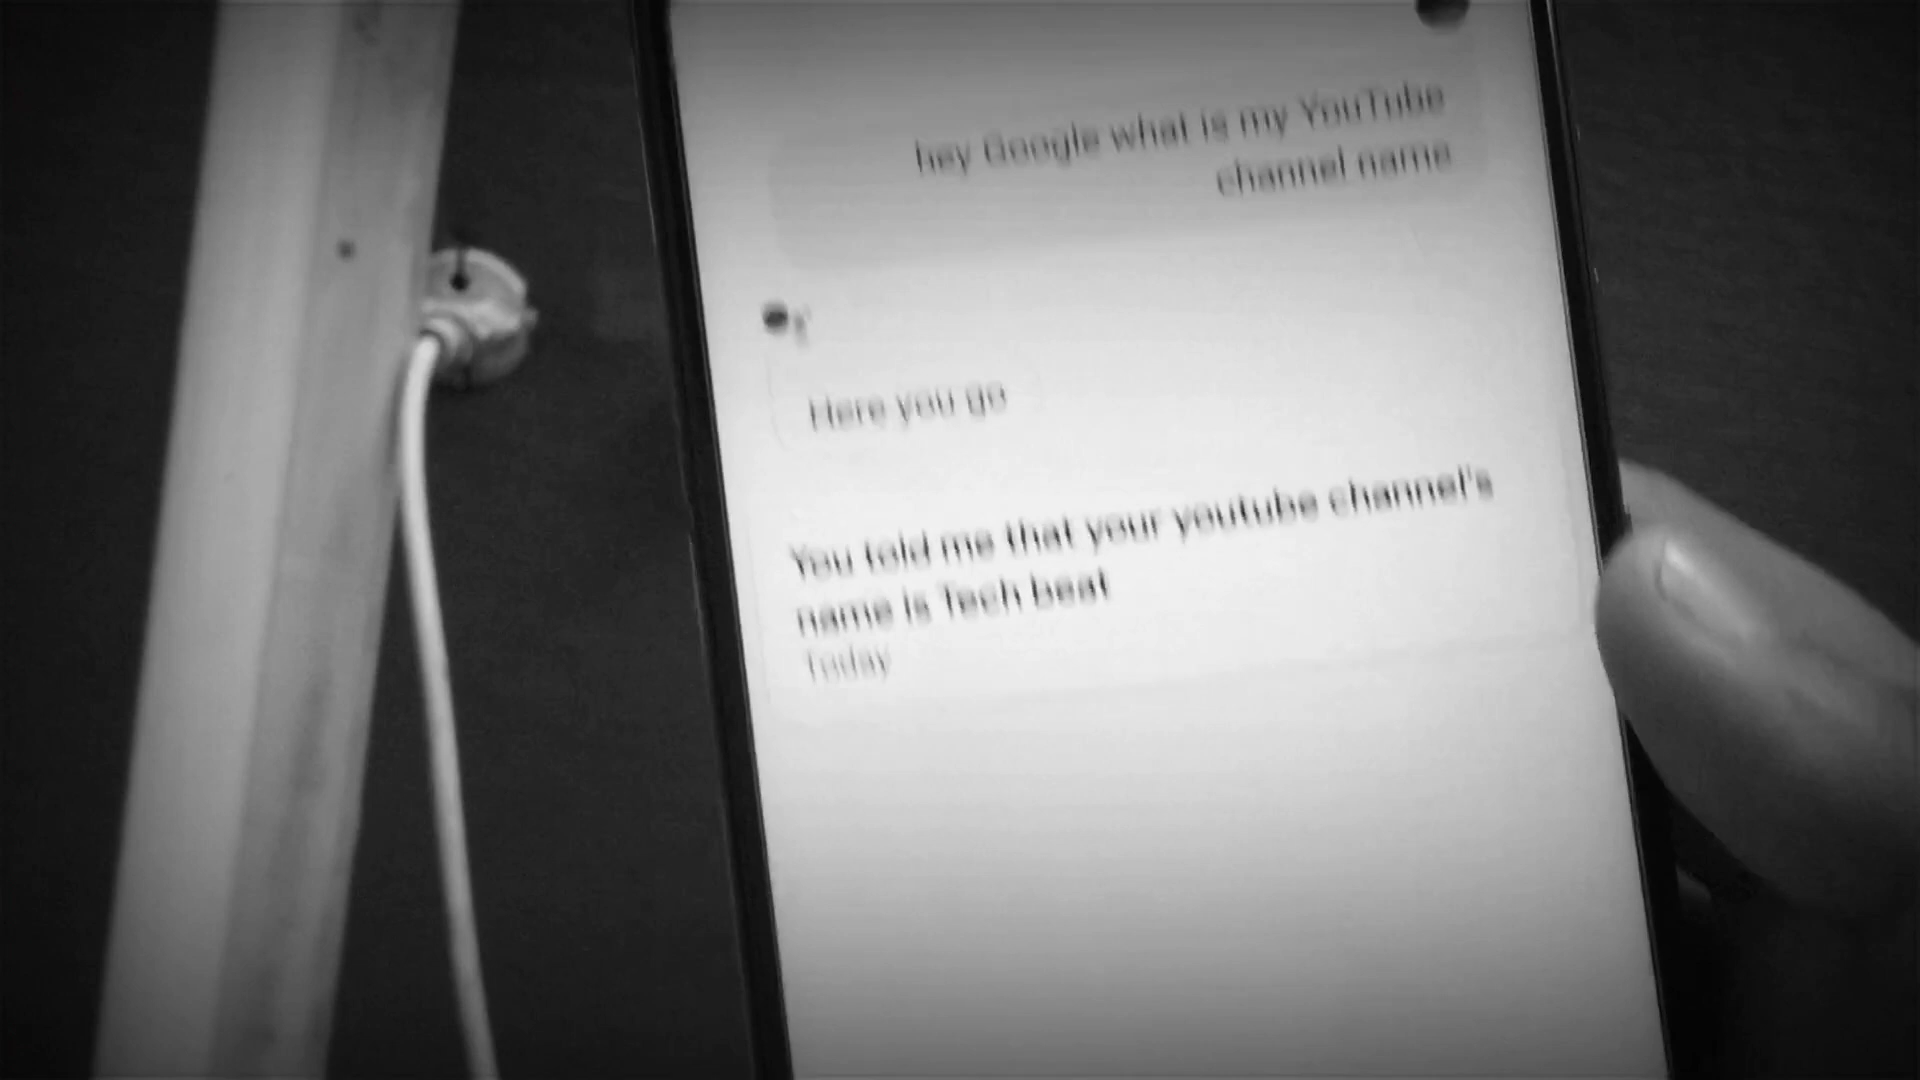 hey Google what is my YouTube
channel name
Here you go
You told me that your youtube channel's
name is Tech beat
Today